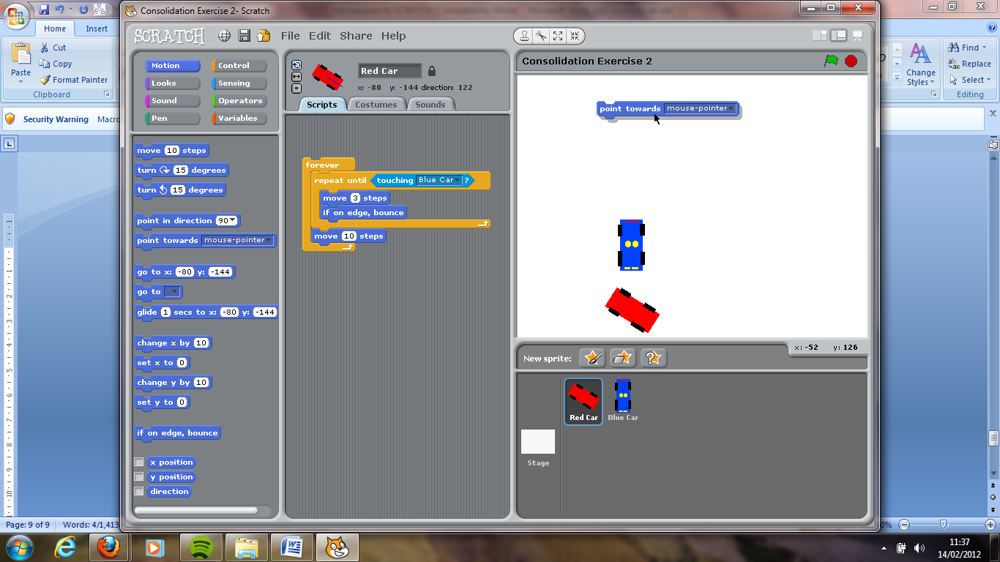 Consolidation Exercise 2- Scratch
Home
Insert
Cut
Copy
Format Painter
Paste
Clipboard
Security Warning
Macro
SCRATCH
File
Edit
Share
Help
Motion
Control
Looks
Sensing
Sound
Operators
Pen
Variables
move 10 steps
turn 15 degrees
turn 15 degrees
point in direction 90
point towards mouse-pointer
go to x: -80 y: -144
go to
glide 1 secs to x: -80 y: -144
change x by 10
set x to 0
change y by 10
set y to 0
if on edge, bounce
x position
y position
direction
Red Car
x: -80 y: -144 direction: 122
Scripts
Costumes
Sounds
forever
repeat until touching Blue Car ?
move 3 steps
if on edge, bounce
move 10 steps
Consolidation Exercise 2
point towards mouse-pointer
x: -52 y: 126
New sprite:
Red Car
Blue Car
Stage
Change
Styles
Find
Replace
Select
Editing
Page: 9 of 9
Words: 4/1,413
0%
11:37
14/02/2012